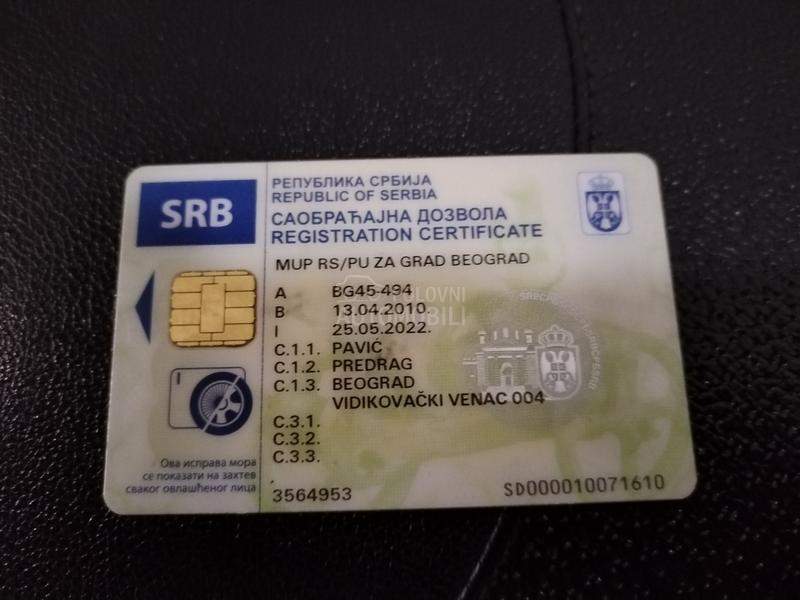 SRB
РЕПУБЛИКА СРБИЈА
REPUBLIC OF SERBIA
САОБРАЋАЈНА ДОЗВОЛА
REGISTRATION CERTIFICATE
MUP RS/PU ZA GRAD BEOGRAD
A BG45-494
B 13.04.2010.
I 25.05.2022.
C.1.1. PAVIĆ
C.1.2. PREDRAG
C.1.3. BEOGRAD
VIDIKOVAČKI VENAC 004
C.3.1.
C.3.2.
C.3.3.
Ова исправа мора
се показати на захтев
сваког овлашћеног лица
3564953
SD000010071610
POLOVNI
AUTOMOBILI